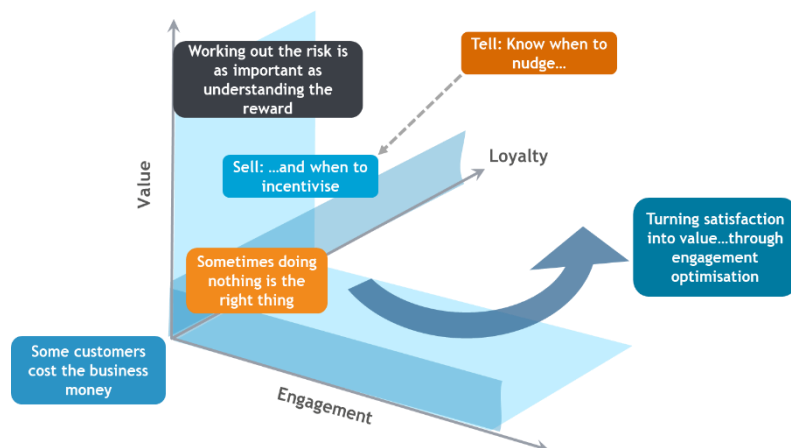 Working out the risk is
as important as
understanding the
reward
Tell: Know when to
nudge…
Sell: …and when to
incentivise
Loyalty
Value
Turning satisfaction
into value…through
engagement
optimisation
Sometimes doing
nothing is the
right thing
Some customers
cost the business
money
Engagement